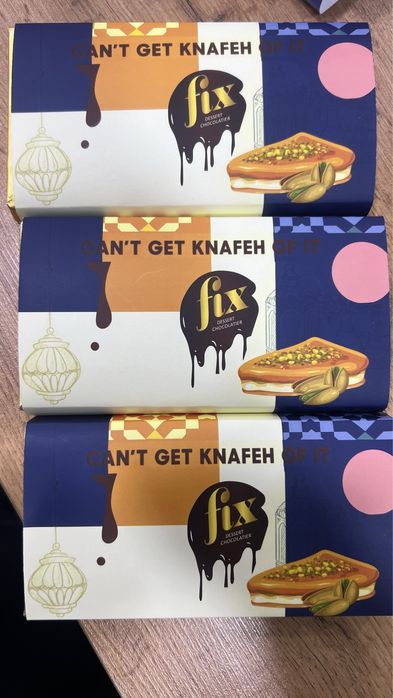 CAN'T GET KNAFEH OF IT
fix
DESSERT
CHOCOLATIER
CAN'T GET KNAFEH OF IT
fix
DESSERT
CHOCOLATIER
CAN'T GET KNAFEH OF IT
fix
DESSERT
CHOCOLATIER